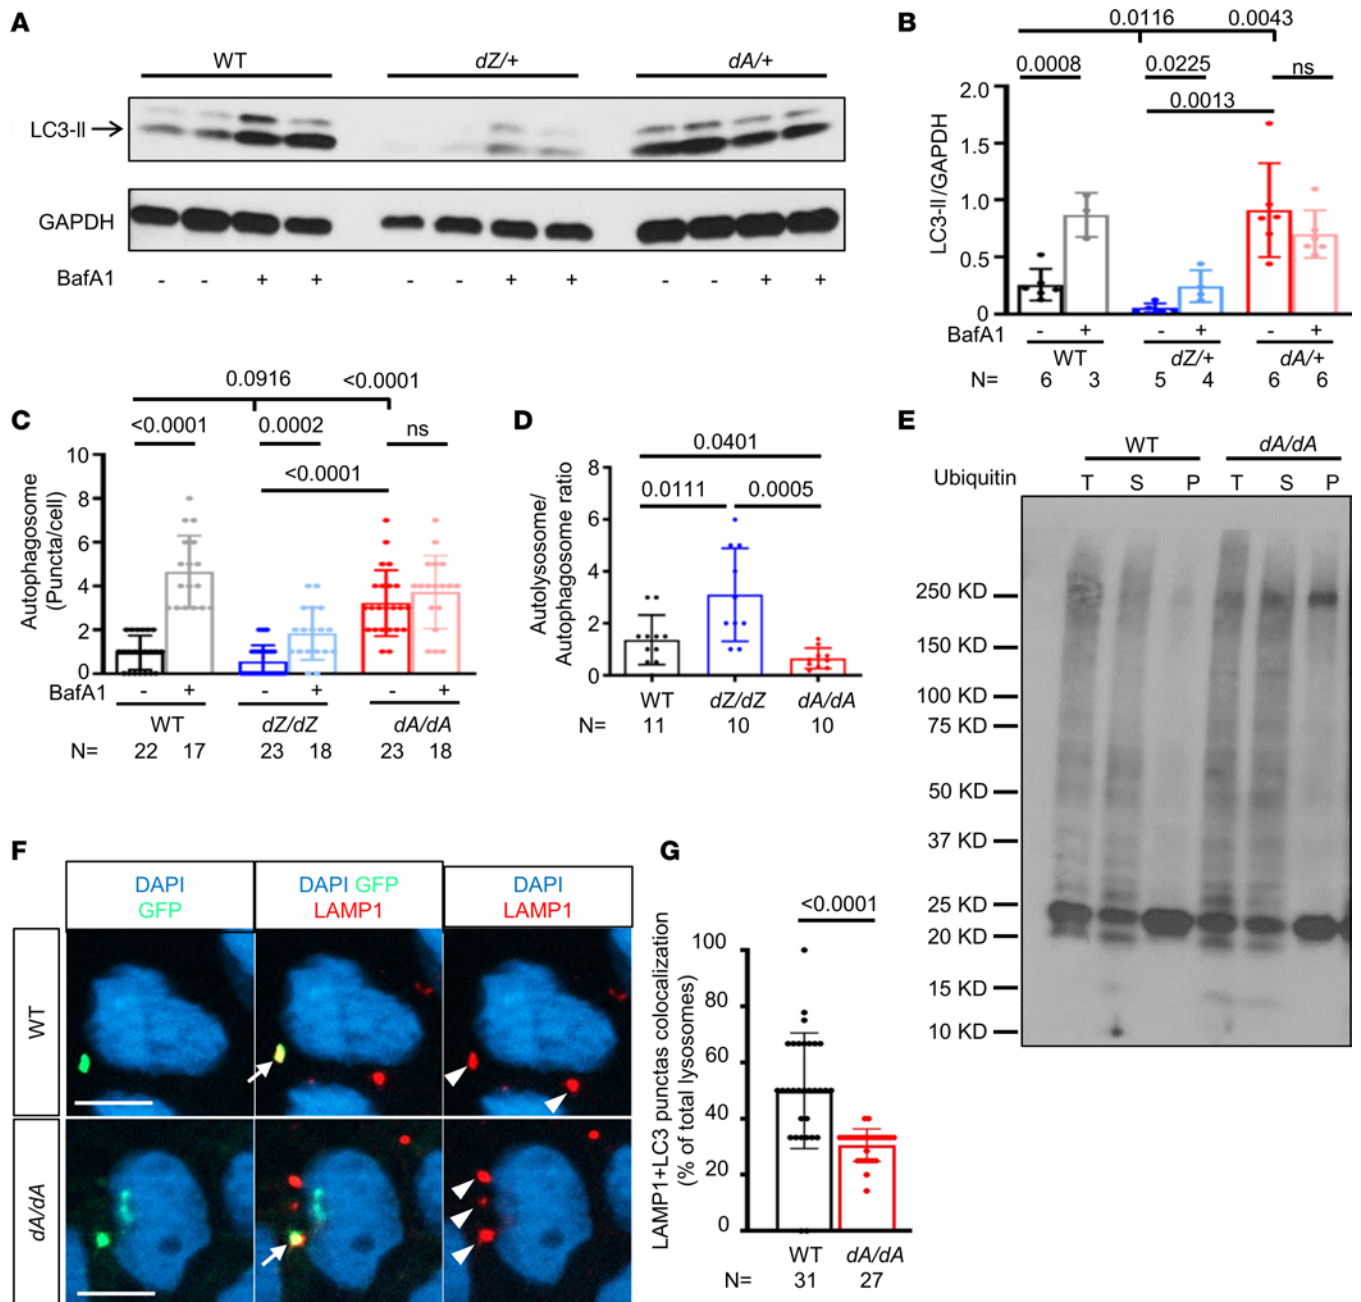 A
WT dZ/+ dA/+
LC3-II
GAPDH
BafA1 - - + + - - + + - - + +
B
0.0116 0.0043
0.0008 0.0225 ns
0.0013
LC3-II/GAPDH
2.0
1.5
1.0
0.5
0
BafA1 - + - + - +
WT dZ/+ dA/+
N= 6 3 5 4 6 6
C
0.0916 <0.0001
<0.0001 0.0002 ns
<0.0001
Autophagosome
(Puncta/cell)
10
8
6
4
2
0
BafA1 - + - + - +
WT dZ/dZ dA/dA
N= 22 17 23 18 23 18
D
0.0401
0.0111 0.0005
Autolysosome/
Autophagosome ratio
8
6
4
2
0
WT dZ/dZ dA/dA
N= 11 10 10
E
WT dA/dA
Ubiquitin T S P T S P
250 KD
150 KD
100 KD
75 KD
50 KD
37 KD
25 KD
20 KD
15 KD
10 KD
F
DAPI
GFP
DAPI GFP
LAMP1
DAPI
LAMP1
WT
dA/dA
G
<0.0001
LAMP1+LC3 punctas colocalization
(% of total lysosomes)
100
80
60
40
20
0
WT dA/dA
N= 31 27